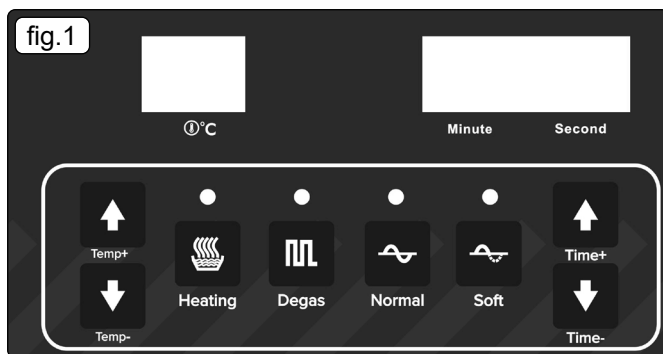 fig.1
°C
Minute Second
Temp+ Time+
Heating Degas Normal Soft
Temp- Time-